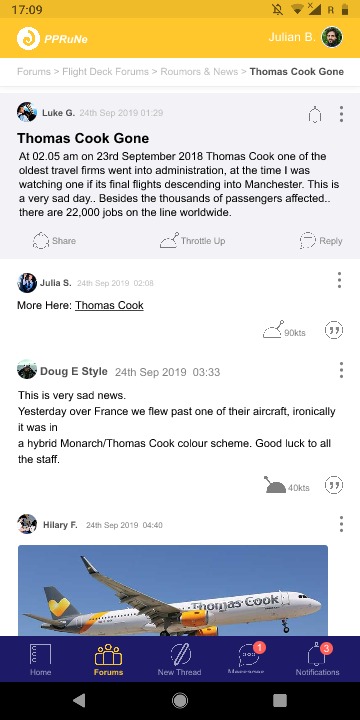 17:09
R
PPRuNe
Julian B.
Forums > Flight Deck Forums > Roumors & News > Thomas Cook Gone
Luke G. 24th Sep 2019 01:29
Thomas Cook Gone
At 02.05 am on 23rd September 2018 Thomas Cook one of the
oldest travel firms went into administration, at the time I was
watching one if its final flights descending into Manchester. This is
a very sad day.. Besides the thousands of passengers affected..
there are 22,000 jobs on the line worldwide.
Share Throttle Up Reply
Julia S. 24th Sep 2019 02:08
More Here: Thomas Cook
90kts
Doug E Style 24th Sep 2019 03:33
This is very sad news.
Yesterday over France we flew past one of their aircraft, ironically
it was in
a hybrid Monarch/Thomas Cook colour scheme. Good luck to all
the staff.
40kts
Hilary F. 24th Sep 2019 04:40
Thomas Cook
1 3
Home Forums New Thread Messages Notifications